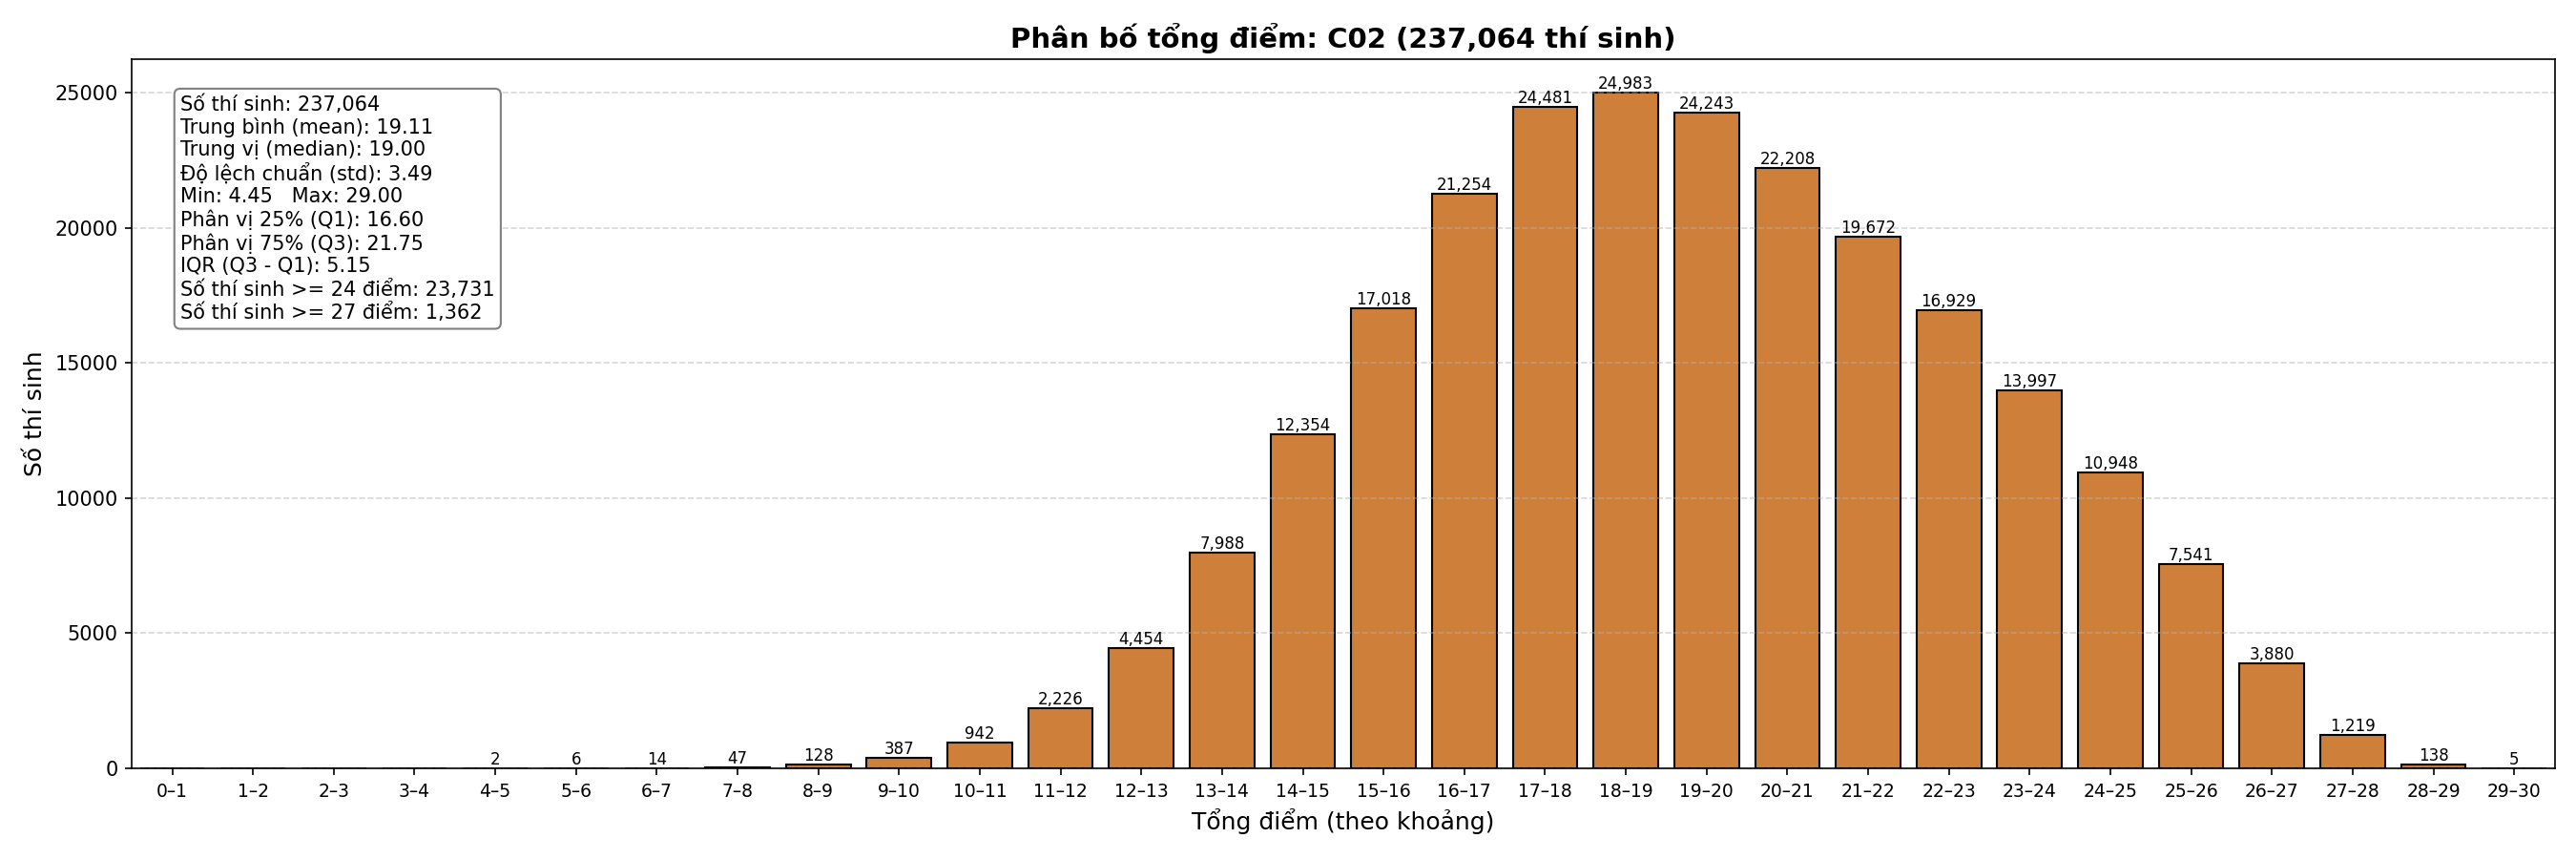 Phân bố tổng điểm: C02 (237,064 thí sinh)
Số thí sinh: 237,064
Trung bình (mean): 19.11
Trung vị (median): 19.00
Độ lệch chuẩn (std): 3.49
Min: 4.45   Max: 29.00
Phân vị 25% (Q1): 16.60
Phân vị 75% (Q3): 21.75
IQR (Q3 - Q1): 5.15
Số thí sinh >= 24 điểm: 23,731
Số thí sinh >= 27 điểm: 1,362
Số thí sinh
25000
20000
15000
10000
5000
0
2 6 14 47 128 387 942 2,226 4,454 7,988 12,354 17,018 21,254 24,481 24,983 24,243 22,208 19,672 16,929 13,997 10,948 7,541 3,880 1,219 138 5
0–1 1–2 2–3 3–4 4–5 5–6 6–7 7–8 8–9 9–10 10–11 11–12 12–13 13–14 14–15 15–16 16–17 17–18 18–19 19–20 20–21 21–22 22–23 23–24 24–25 25–26 26–27 27–28 28–29 29–30
Tổng điểm (theo khoảng)